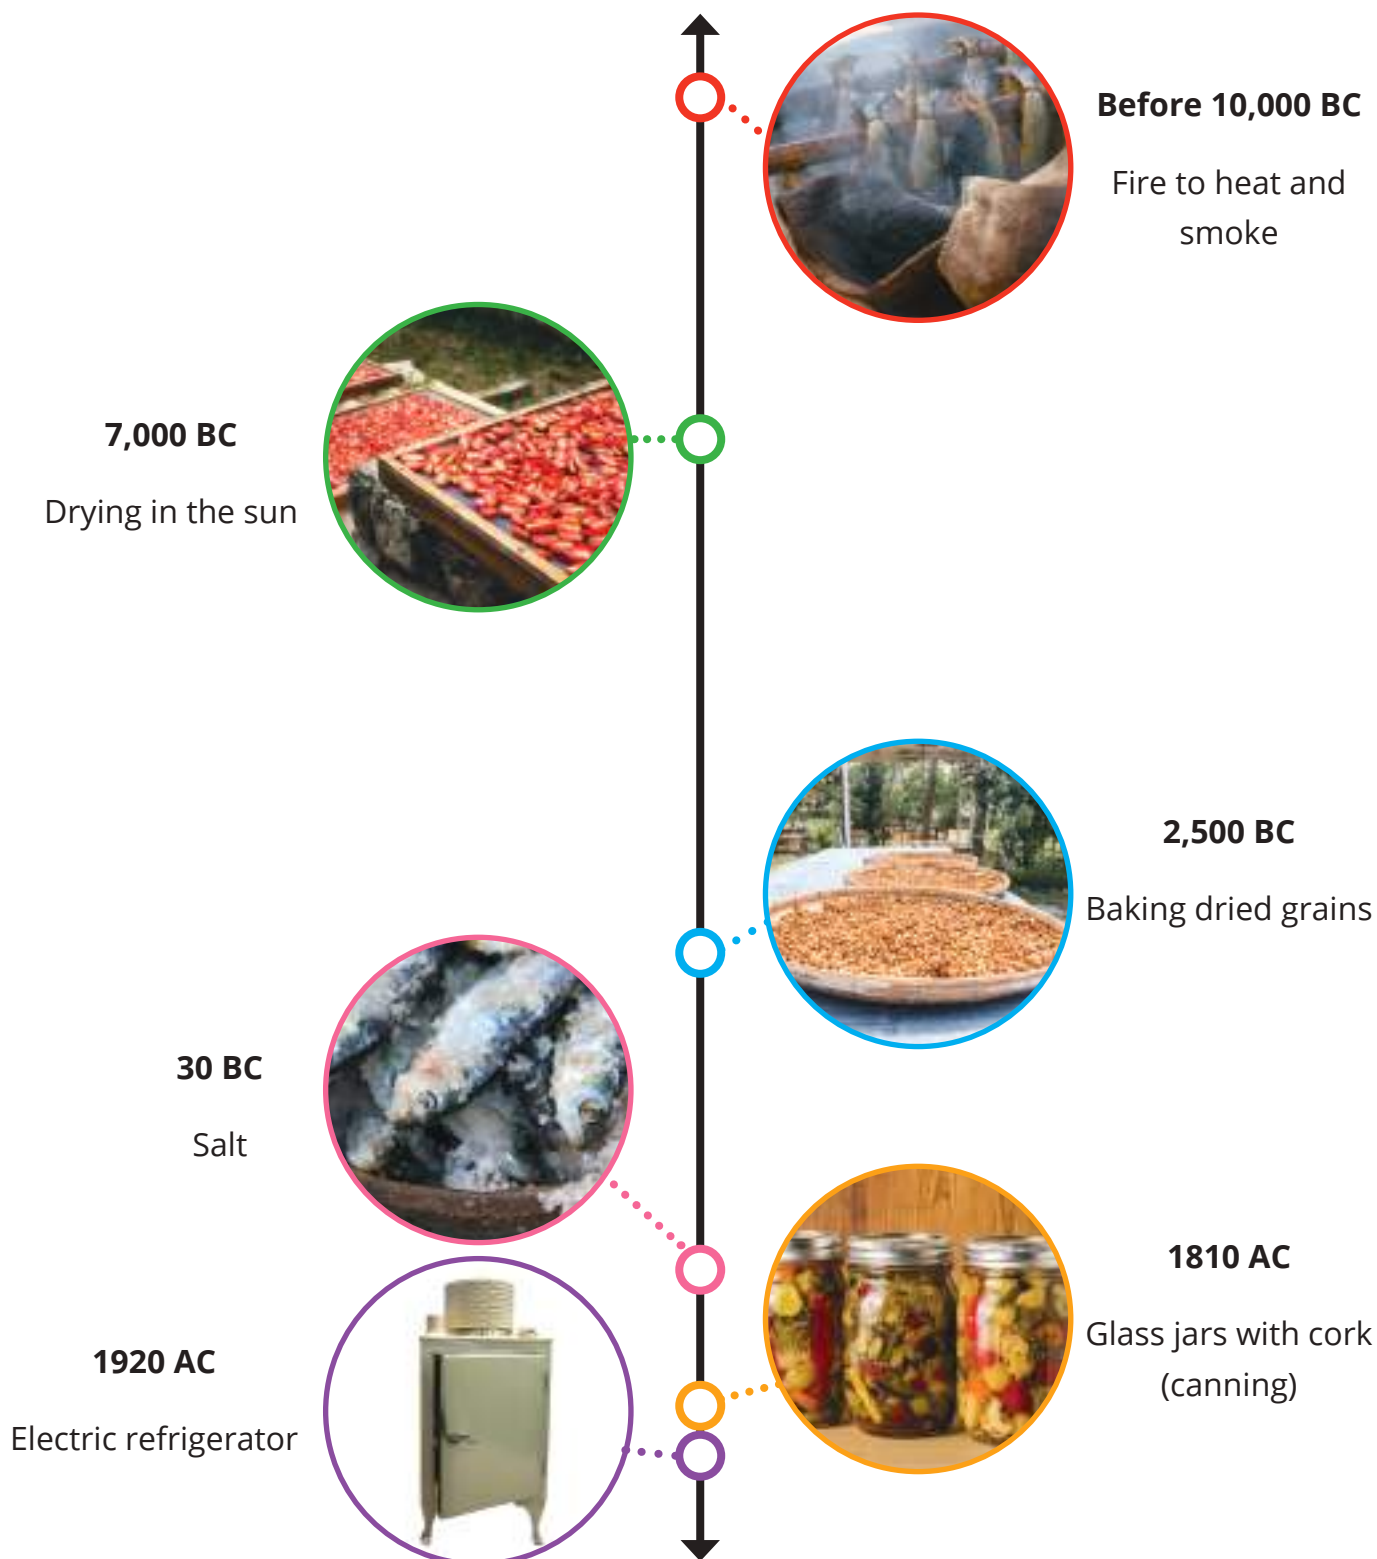 Before 10,000 BC
Fire to heat and
smoke
7,000 BC
Drying in the sun
2,500 BC
Baking dried grains
30 BC
Salt
1810 AC
Glass jars with cork
(canning)
1920 AC
Electric refrigerator